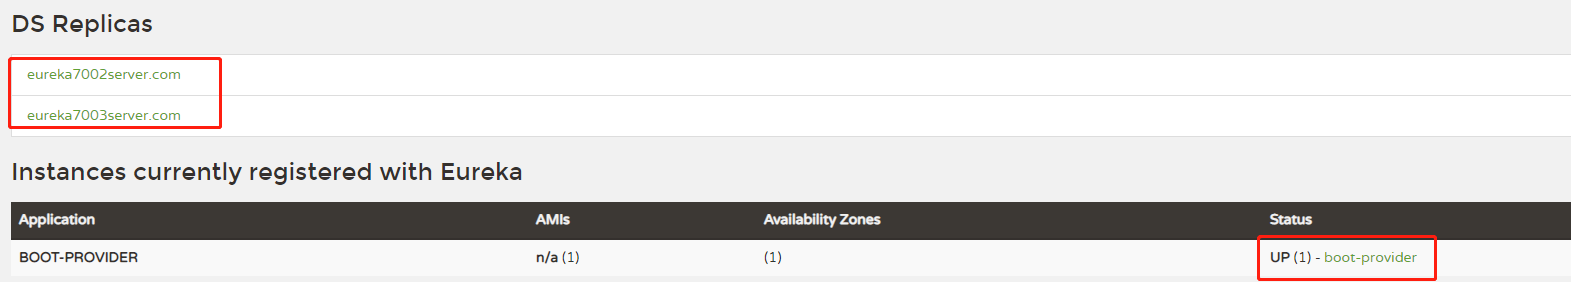 DS Replicas
eureka7002server.com
eureka7003server.com
Instances currently registered with Eureka
Application AMIs Availability Zones Status
BOOT-PROVIDER n/a (1) (1) UP (1) - boot-provider